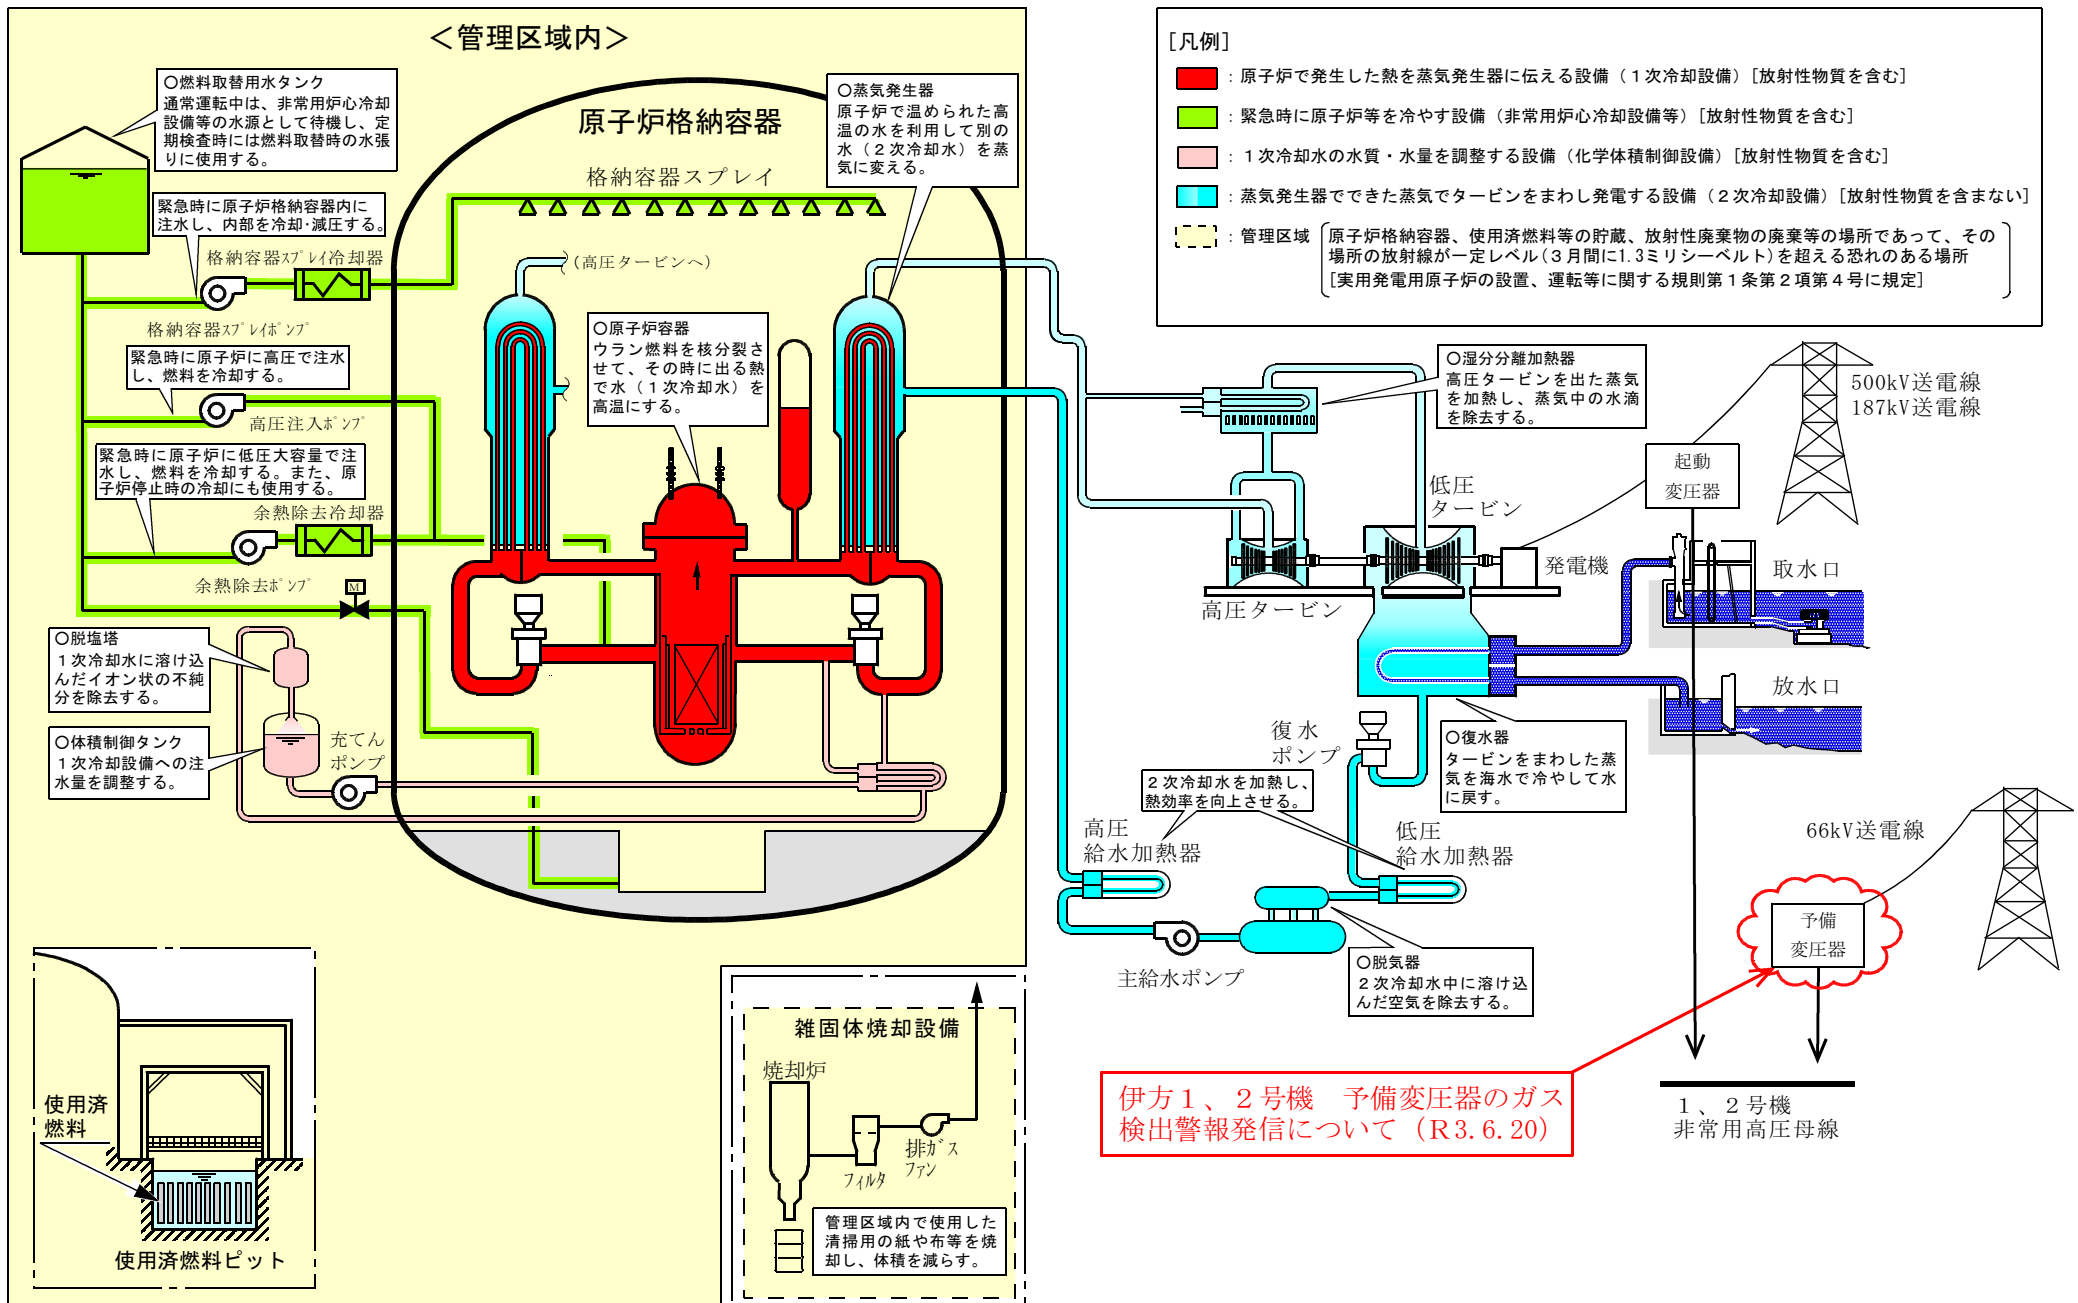 ＜管理区域内＞
○燃料取替用水タンク
通常運転中は、非常用炉心冷却
設備等の水源として待機し、定
期検査時には燃料取替時の水張
りに使用する。
緊急時に原子炉格納容器内に
注水し、内部を冷却･減圧する。
格納容器ｽﾌﾟﾚｲ冷却器
格納容器ｽﾌﾟﾚｲﾎﾟﾝﾌﾟ
緊急時に原子炉に高圧で注水
し、燃料を冷却する。
高圧注入ﾎﾟﾝﾌﾟ
緊急時に原子炉に低圧大容量で注
水し、燃料を冷却する。また、原
子炉停止時の冷却にも使用する。
余熱除去冷却器
余熱除去ﾎﾟﾝﾌﾟ
M
○脱塩塔
１次冷却水に溶け込
んだイオン状の不純
分を除去する。
○体積制御タンク
１次冷却設備への注
水量を調整する。
充てん
ポンプ
原子炉格納容器
格納容器スプレイ
(高圧タービンへ)
○蒸気発生器
原子炉で温められた高
温の水を利用して別の
水（２次冷却水）を蒸
気に変える。
○原子炉容器
ウラン燃料を核分裂さ
せて、その時に出る熱
で水（１次冷却水）を
高温にする。
[凡例]
：原子炉で発生した熱を蒸気発生器に伝える設備（１次冷却設備）[放射性物質を含む]
：緊急時に原子炉等を冷やす設備（非常用炉心冷却設備等）[放射性物質を含む]
：１次冷却水の水質・水量を調整する設備（化学体積制御設備）[放射性物質を含む]
：蒸気発生器でできた蒸気でタービンをまわし発電する設備（２次冷却設備）[放射性物質を含まない]
：管理区域
原子炉格納容器、使用済燃料等の貯蔵、放射性廃棄物の廃棄等の場所であって、その
場所の放射線が一定レベル(３月間に1.3ミリシーベルト)を超える恐れのある場所
[実用発電用原子炉の設置、運転等に関する規則第１条第２項第４号に規定]
○湿分分離加熱器
高圧タービンを出た蒸気
を加熱し、蒸気中の水滴
を除去する。
500kV送電線
187kV送電線
起動
変圧器
低圧
タービン
発電機
高圧タービン
取水口
放水口
復水
ポンプ
○復水器
タービンをまわした蒸
気を海水で冷やして水
に戻す。
２次冷却水を加熱し、
熱効率を向上させる。
高圧
給水加熱器
低圧
給水加熱器
主給水ポンプ
○脱気器
２次冷却水中に溶け込
んだ空気を除去する。
66kV送電線
予備
変圧器
伊方１、２号機　予備変圧器のガス
検出警報発信について（R3.6.20）
１、２号機
非常用高圧母線
使用済
燃料
使用済燃料ピット
雑固体焼却設備
焼却炉
フィルタ
排ｶﾞｽ
ﾌｧﾝ
管理区域内で使用した
清掃用の紙や布等を焼
却し、体積を減らす。